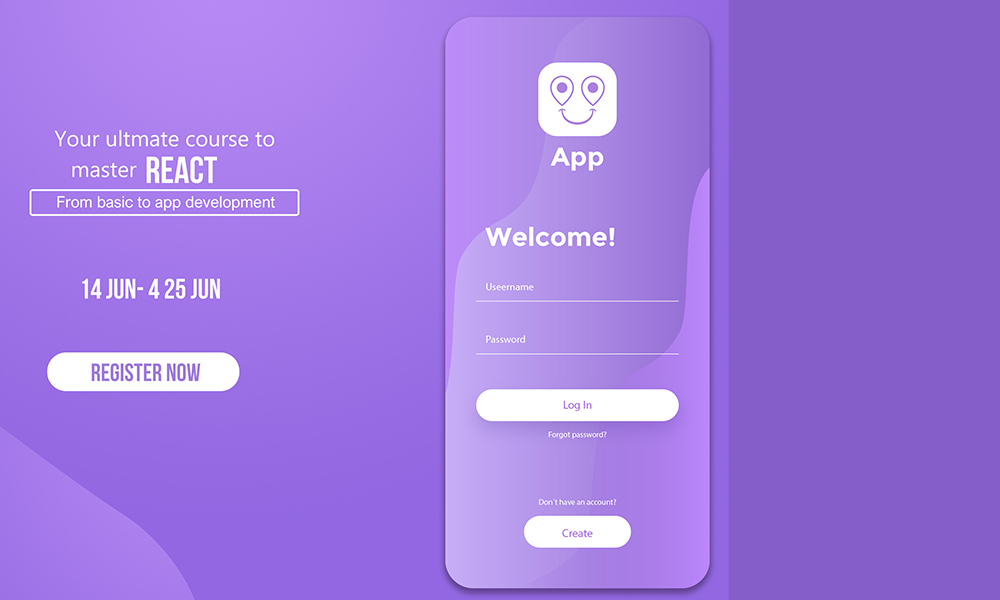 Your ultmate course to
master REACT
From basic to app development
14 JUN- 4 25 JUN
REGISTER NOW
App
Welcome!
Useername
Password
Log In
Forgot password?
Don´t have an account?
Create